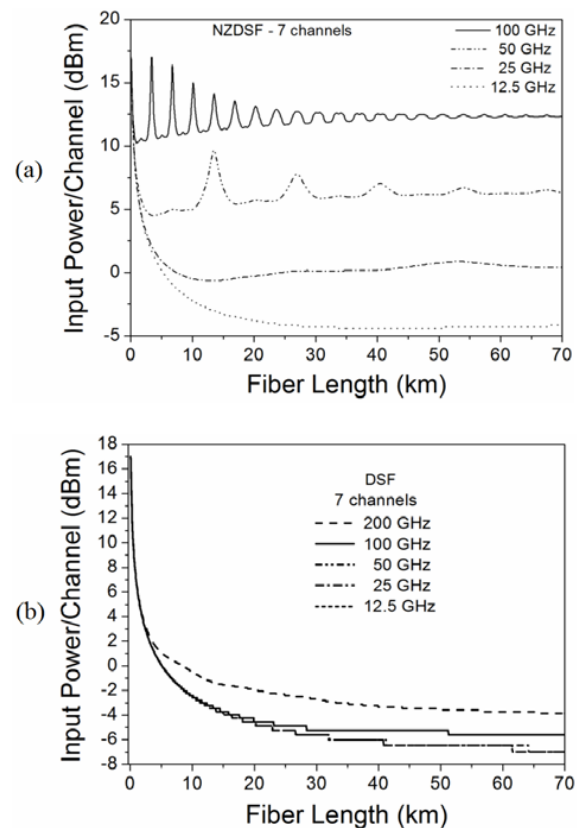 (a)
NZDSF - 7 channels
100 GHz
50 GHz
25 GHz
12.5 GHz
Input Power/Channel (dBm)
20
15
10
5
0
-5
0 10 20 30 40 50 60 70
Fiber Length (km)
(b)
DSF
7 channels
200 GHz
100 GHz
50 GHz
25 GHz
12.5 GHz
Input Power/Channel (dBm)
18
16
14
12
10
8
6
4
2
0
-2
-4
-6
-8
0 10 20 30 40 50 60 70
Fiber Length (km)